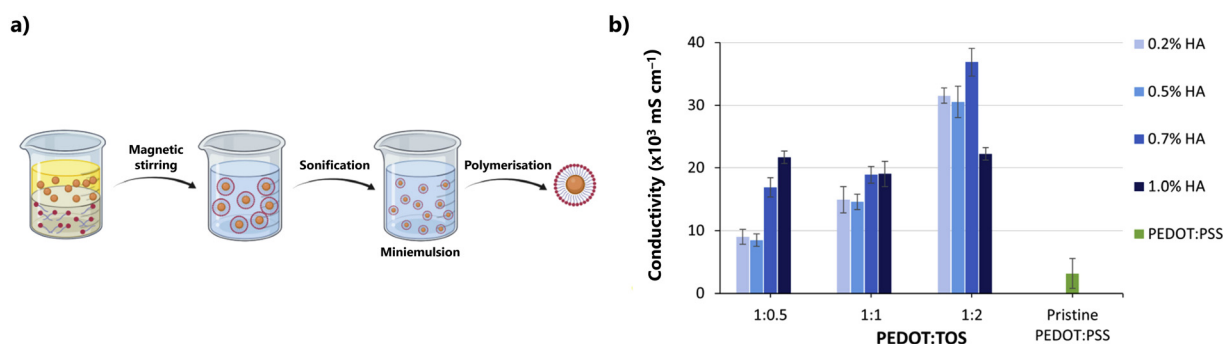 a)
Magnetic
stirring
Sonification
Polymerisation
Miniemulsion
b)
Conductivity (x10³ mS cm⁻¹)
40
30
20
10
0
1:0.5
1:1
1:2
Pristine
PEDOT:PSS
PEDOT:TOS
0.2% HA
0.5% HA
0.7% HA
1.0% HA
PEDOT:PSS